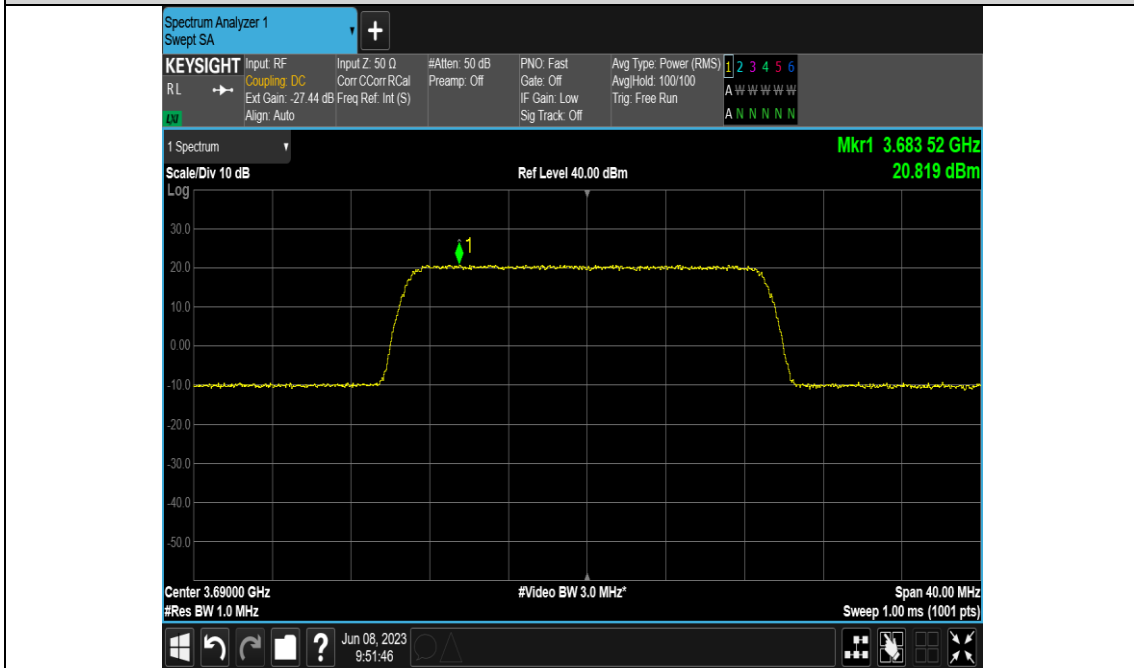 Spectrum Analyzer 1
Swept SA
+
KEYSIGHT
RL
LXI
Input: RF
Coupling: DC
Ext Gain: -27.44 dB
Align: Auto
Input Z: 50 Ω
Corr CCorr RCal
Freq Ref: Int (S)
#Atten: 50 dB
Preamp: Off
PNO: Fast
Gate: Off
IF Gain: Low
Sig Track: Off
Avg Type: Power (RMS)
Avg|Hold: 100/100
Trig: Free Run
1 2 3 4 5 6
A W W W W W
A N N N N N
1 Spectrum
Mkr1 3.683 52 GHz
Scale/Div 10 dB
Ref Level 40.00 dBm
20.819 dBm
Log
30.0
1
20.0
10.0
0.00
-10.0
-20.0
-30.0
-40.0
-50.0
Center 3.69000 GHz
#Video BW 3.0 MHz*
Span 40.00 MHz
#Res BW 1.0 MHz
Sweep 1.00 ms (1001 pts)
?
Jun 08, 2023
9:51:46